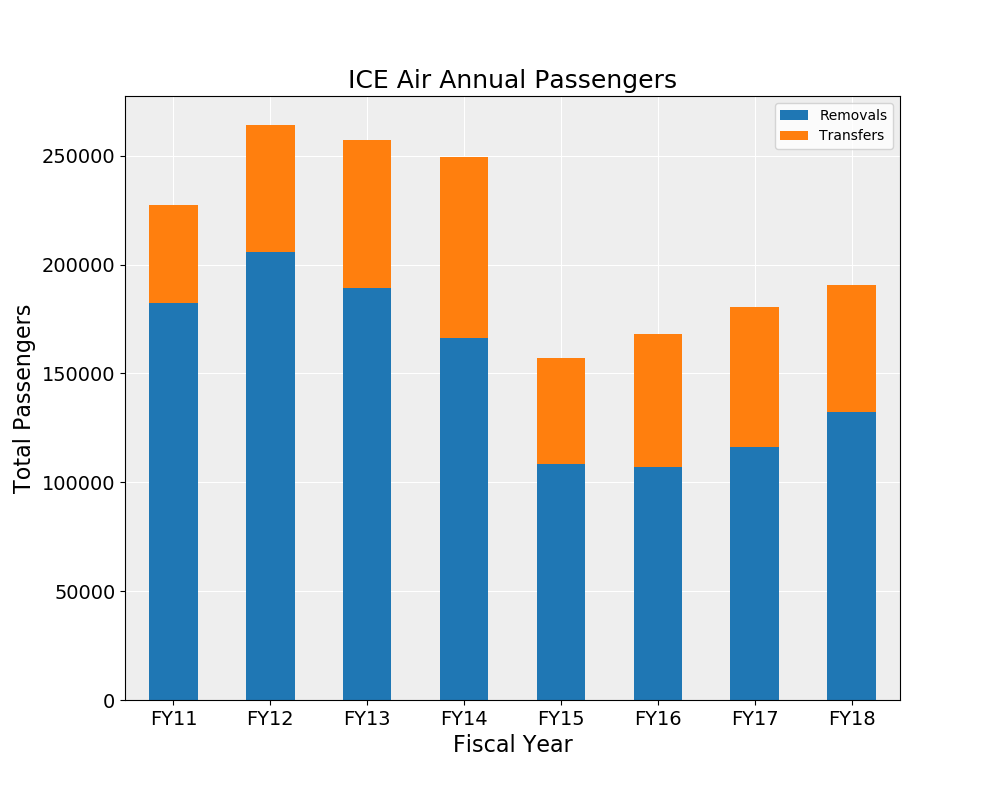 ICE Air Annual Passengers
Removals
Transfers
250000
200000
150000
100000
50000
0
Total Passengers
FY11 FY12 FY13 FY14 FY15 FY16 FY17 FY18
Fiscal Year